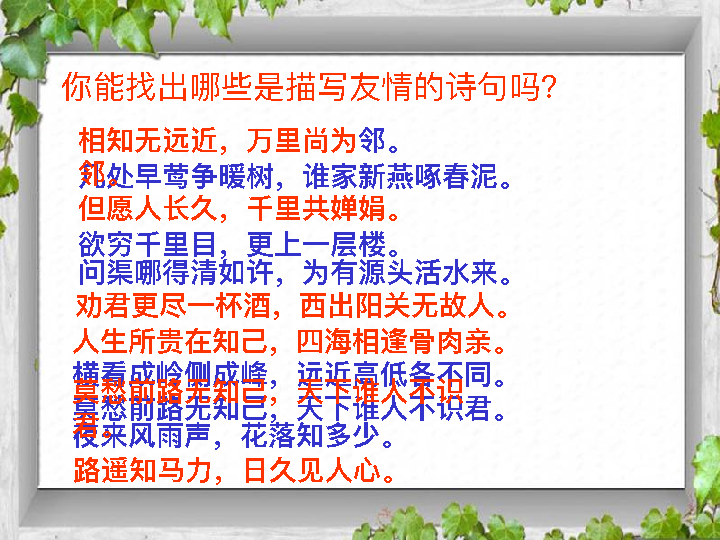 你能找出哪些是描写友情的诗句吗？
相知无远近，万里尚为邻。
邻。
几处早莺争暖树，谁家新燕啄春泥。
但愿人长久，千里共婵娟。
欲穷千里目，更上一层楼。
问渠哪得清如许，为有源头活水来。
劝君更尽一杯酒，西出阳关无故人。
人生所贵在知己，四海相逢骨肉亲。
横看成岭侧成峰，远近高低各不同。
莫愁前路无知己，天下谁人不识
君。
莫愁前路无知己，天下谁人不识君。
夜来风雨声，花落知多少。
路遥知马力，日久见人心。